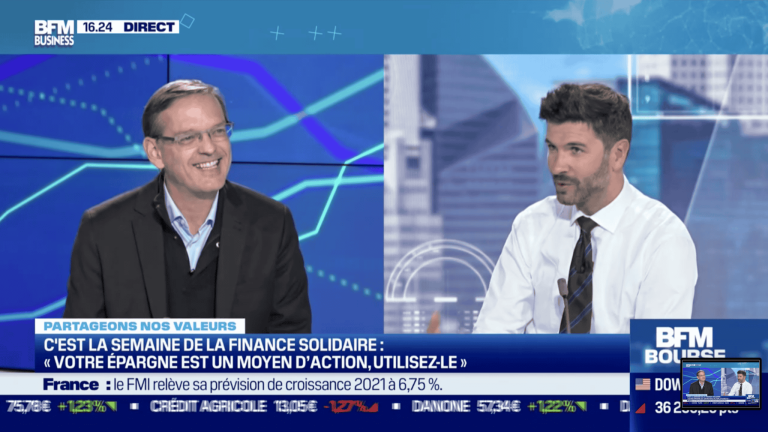 BFM 16.24 DIRECT
BUSINESS
PARTAGEONS NOS VALEURS
C'EST LA SEMAINE DE LA FINANCE SOLIDAIRE :
« VOTRE ÉPARGNE EST UN MOYEN D'ACTION, UTILISEZ-LE »
France : le FMI relève sa prévision de croissance 2021 à 6,75 %.
BFM
BOURSE
DOW
75,78€ +1,23% CRÉDIT AGRICOLE 13,05€ -1,27% DANONE 57,34€ +1,22% D